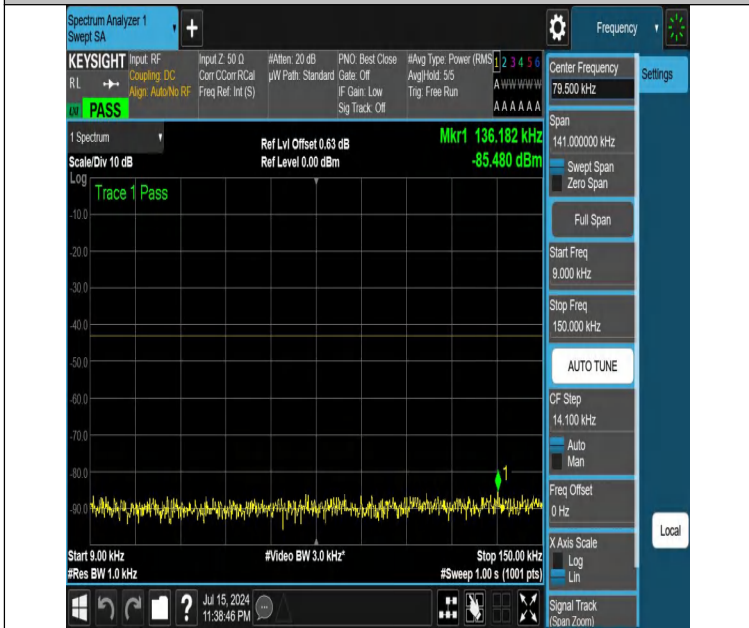 Spectrum Analyzer 1
Swept SA
Frequency
KEYSIGHT
RL
PASS
Input: RF
Coupling: DC
Align: Auto/No RF
Input Z: 50 Ω
Corr CCorr RCal
Freq Ref: Int (S)
#Atten: 20 dB
µW Path: Standard
PNO: Best Close
Gate: Off
IF Gain: Low
Sig Track: Off
#Avg Type: Power (RMS
Avg|Hold: 5/5
Trig: Free Run
1 2 3 4 5 6
A W W W W W
A A A A A A
1 Spectrum
Scale/Div 10 dB
Ref Lvl Offset 0.63 dB
Ref Level 0.00 dBm
Mkr1 136.182 kHz
-85.480 dBm
Log
Trace 1 Pass
-10.0
-20.0
-30.0
-40.0
-50.0
-60.0
-70.0
-80.0
-90.0
1
Start 9.00 kHz
#Res BW 1.0 kHz
#Video BW 3.0 kHz*
Stop 150.00 kHz
#Sweep 1.00 s (1001 pts)
Jul 15, 2024
11:38:46 PM
Center Frequency
79.500 kHz
Settings
Span
141.000000 kHz
Swept Span
Zero Span
Full Span
Start Freq
9.000 kHz
Stop Freq
150.000 kHz
AUTO TUNE
CF Step
14.100 kHz
Auto
Man
Freq Offset
0 Hz
X Axis Scale
Log
Lin
Local
Signal Track
(Span Zoom)